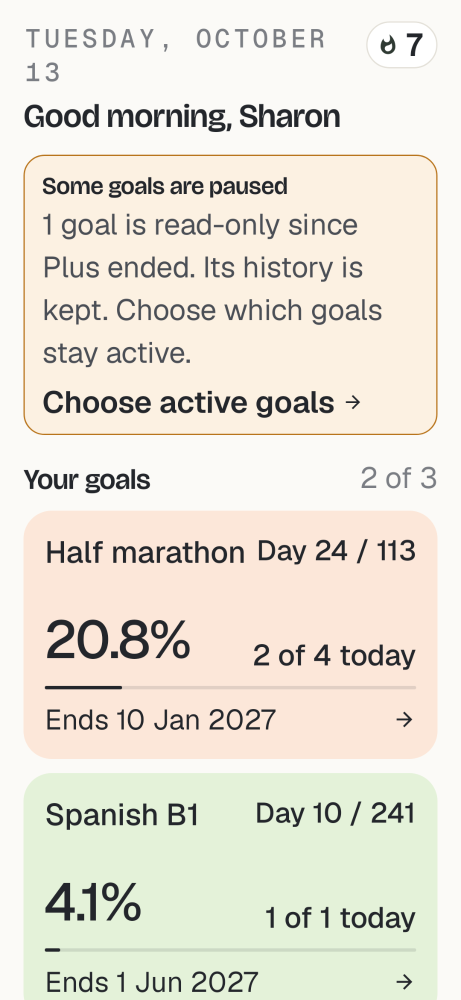 TUESDAY, OCTOBER
13
7
Good morning, Sharon
Some goals are paused
1 goal is read-only since
Plus ended. Its history is
kept. Choose which goals
stay active.
Choose active goals →
Your goals
2 of 3
Half marathon
Day 24 / 113
20.8%
2 of 4 today
Ends 10 Jan 2027 →
Spanish B1
Day 10 / 241
4.1%
1 of 1 today
Ends 1 Jun 2027 →